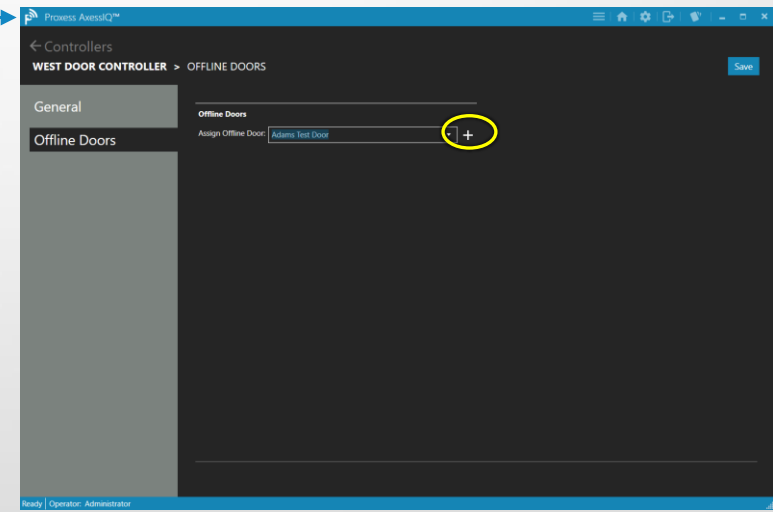 Proxess AxessIQ™
Controllers
WEST DOOR CONTROLLER > OFFLINE DOORS
Save
General
Offline Doors
Offline Doors
Assign Offline Door: Adams Test Door
Ready Operator: Administrator